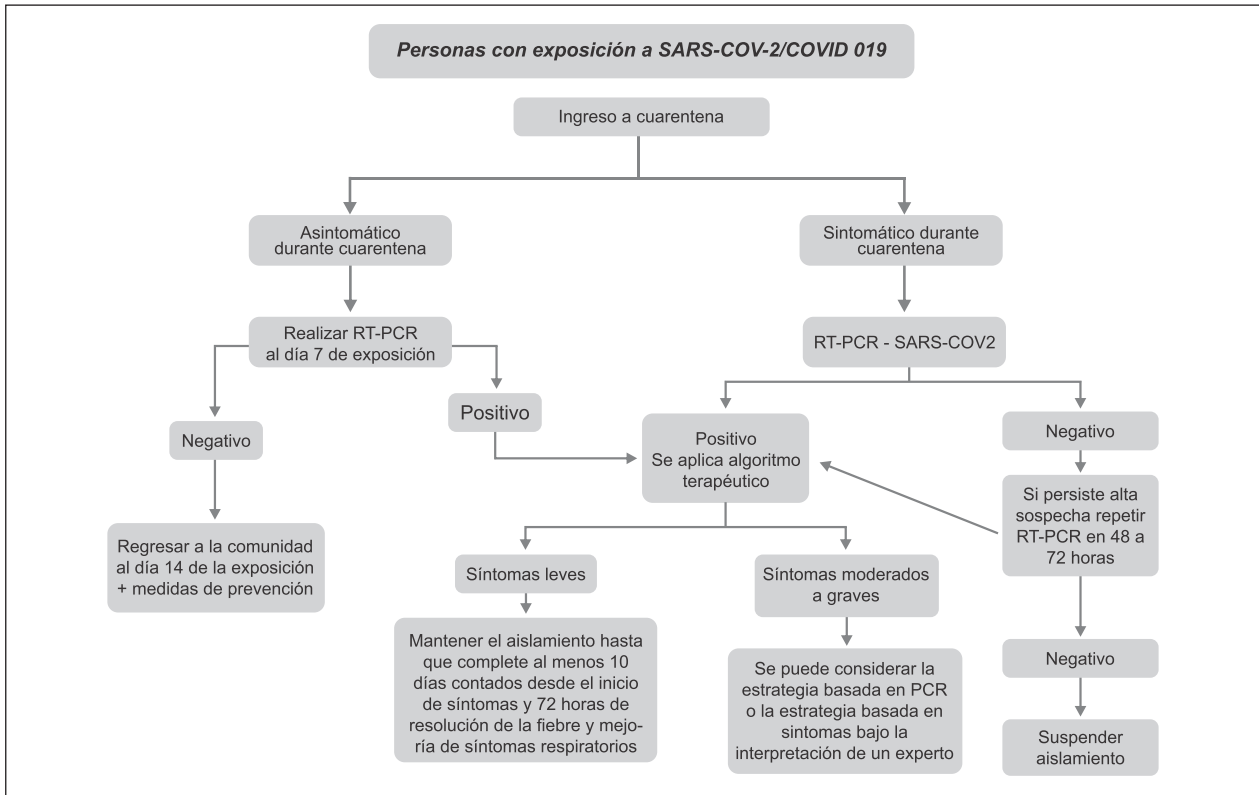 Personas con exposición a SARS-COV-2/COVID 019
Ingreso a cuarentena
Asintomático
durante cuarentena
Sintomático durante
cuarentena
Realizar RT-PCR
al día 7 de exposición
RT-PCR - SARS-COV2
Negativo
Positivo
Positivo
Se aplica algoritmo
terapéutico
Negativo
Regresar a la comunidad
al día 14 de la exposición
+ medidas de prevención
Si persiste alta
sospecha repetir
RT-PCR en 48 a
72 horas
Síntomas leves
Síntomas moderados
a graves
Mantener el aislamiento hasta
que complete al menos 10
días contados desde el inicio
de síntomas y 72 horas de
resolución de la fiebre y mejo-
ría de síntomas respiratorios
Se puede considerar la
estrategia basada en PCR
o la estrategia basada en
sintomas bajo la
interpretación de un experto
Negativo
Suspender
aislamiento